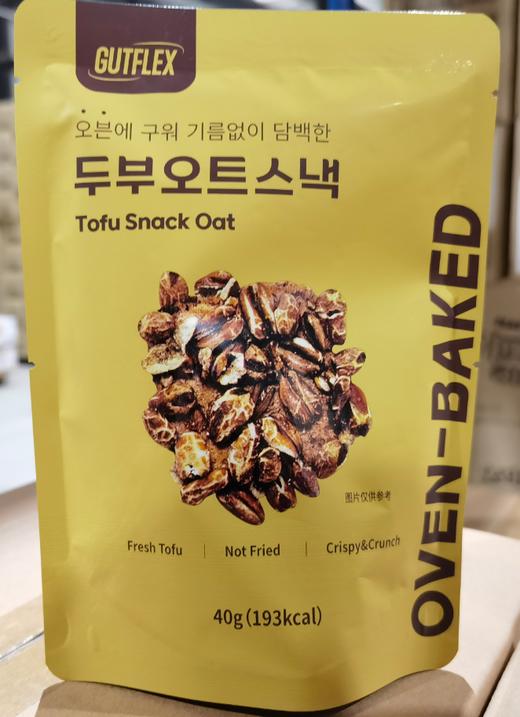 GUTFLEX
오븐에 구워 기름없이 담백한
두부오트스낵
Tofu Snack Oat
OVEN-BAKED
图片仅供参考
Fresh Tofu | Not Fried | Crispy&Crunch
40g(193kcal)